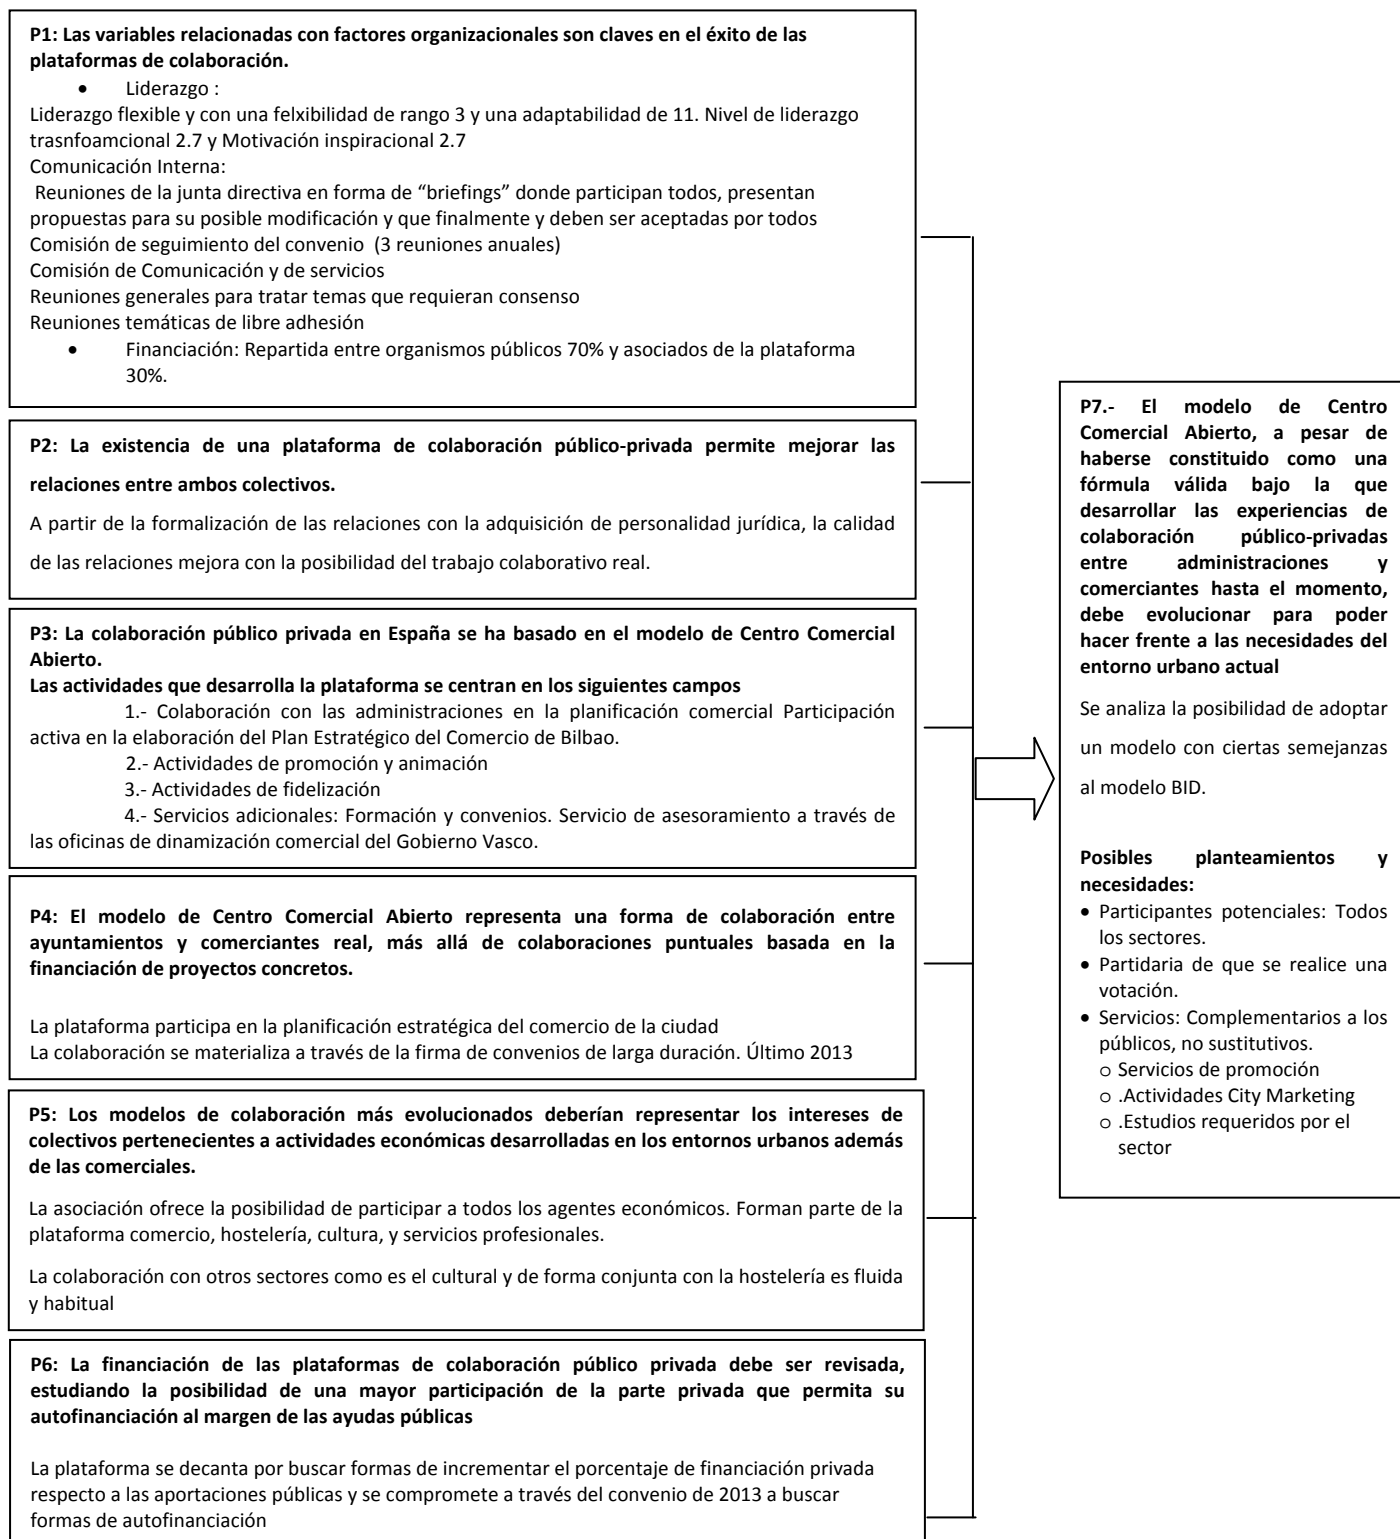 P1: Las variables relacionadas con factores organizacionales son claves en el éxito de las
plataformas de colaboración.
• Liderazgo :
Liderazgo flexible y con una felxibilidad de rango 3 y una adaptabilidad de 11. Nivel de liderazgo
trasnfoamcional 2.7 y Motivación inspiracional 2.7
Comunicación Interna:
Reuniones de la junta directiva en forma de “briefings” donde participan todos, presentan
propuestas para su posible modificación y que finalmente y deben ser aceptadas por todos
Comisión de seguimiento del convenio (3 reuniones anuales)
Comisión de Comunicación y de servicios
Reuniones generales para tratar temas que requieran consenso
Reuniones temáticas de libre adhesión
• Financiación: Repartida entre organismos públicos 70% y asociados de la plataforma
30%.
P2: La existencia de una plataforma de colaboración público-privada permite mejorar las
relaciones entre ambos colectivos.
A partir de la formalización de las relaciones con la adquisición de personalidad jurídica, la calidad
de las relaciones mejora con la posibilidad del trabajo colaborativo real.
P3: La colaboración público privada en España se ha basado en el modelo de Centro Comercial
Abierto.
Las actividades que desarrolla la plataforma se centran en los siguientes campos
1.- Colaboración con las administraciones en la planificación comercial Participación
activa en la elaboración del Plan Estratégico del Comercio de Bilbao.
2.- Actividades de promoción y animación
3.- Actividades de fidelización
4.- Servicios adicionales: Formación y convenios. Servicio de asesoramiento a través de
las oficinas de dinamización comercial del Gobierno Vasco.
P4: El modelo de Centro Comercial Abierto representa una forma de colaboración entre
ayuntamientos y comerciantes real, más allá de colaboraciones puntuales basada en la
financiación de proyectos concretos.
La plataforma participa en la planificación estratégica del comercio de la ciudad
La colaboración se materializa a través de la firma de convenios de larga duración. Último 2013
P5: Los modelos de colaboración más evolucionados deberían representar los intereses de
colectivos pertenecientes a actividades económicas desarrolladas en los entornos urbanos además
de las comerciales.
La asociación ofrece la posibilidad de participar a todos los agentes económicos. Forman parte de la
plataforma comercio, hostelería, cultura, y servicios profesionales.
La colaboración con otros sectores como es el cultural y de forma conjunta con la hostelería es fluida
y habitual
P6: La financiación de las plataformas de colaboración público privada debe ser revisada,
estudiando la posibilidad de una mayor participación de la parte privada que permita su
autofinanciación al margen de las ayudas públicas
La plataforma se decanta por buscar formas de incrementar el porcentaje de financiación privada
respecto a las aportaciones públicas y se compromete a través del convenio de 2013 a buscar
formas de autofinanciación
P7.- El modelo de Centro
Comercial Abierto, a pesar de
haberse constituido como una
fórmula válida bajo la que
desarrollar las experiencias de
colaboración público-privadas
entre administraciones y
comerciantes hasta el momento,
debe evolucionar para poder
hacer frente a las necesidades del
entorno urbano actual
Se analiza la posibilidad de adoptar
un modelo con ciertas semejanzas
al modelo BID.
Posibles planteamientos y
necesidades:
• Participantes potenciales: Todos
los sectores.
• Partidaria de que se realice una
votación.
• Servicios: Complementarios a los
públicos, no sustitutivos.
o Servicios de promoción
o .Actividades City Marketing
o .Estudios requeridos por el
sector